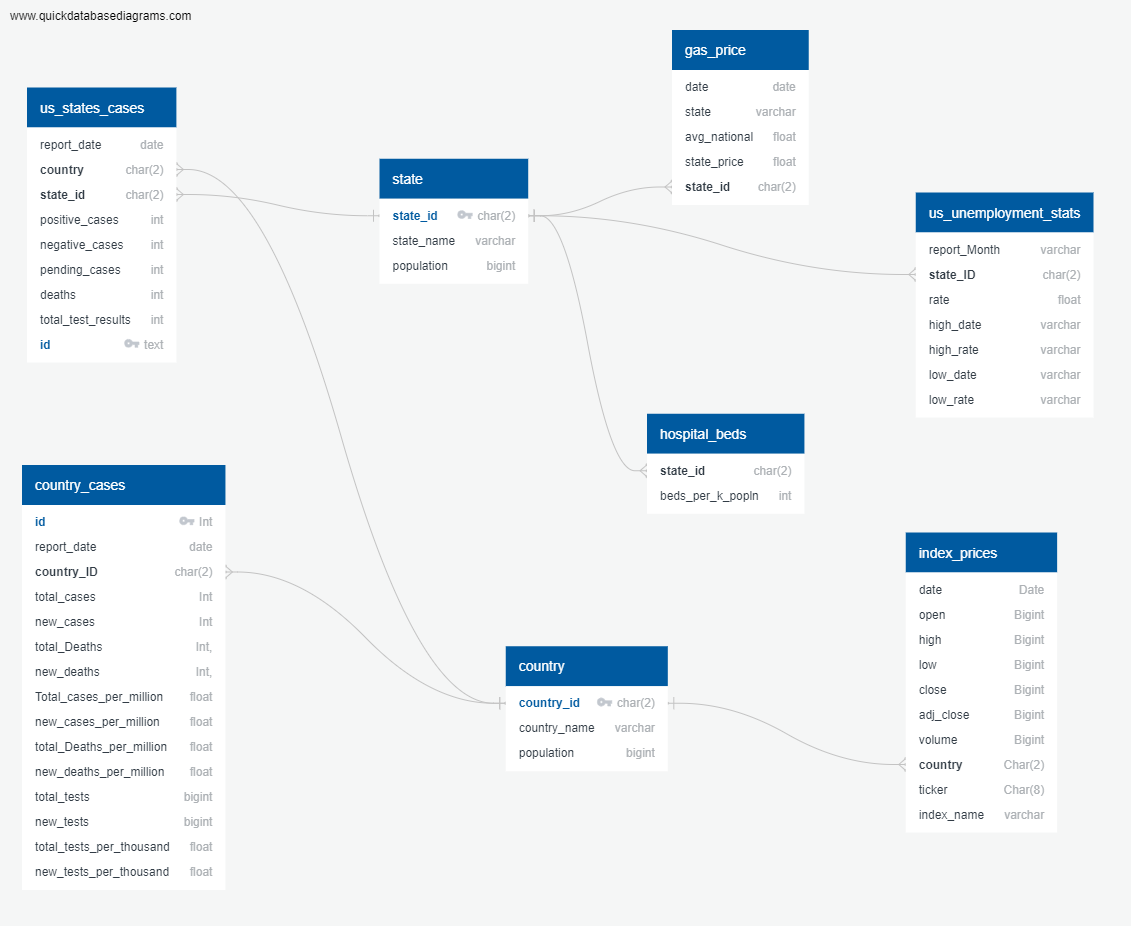 www.quickdatabasediagrams.com
us_states_cases
report_date date
country char(2)
state_id char(2)
positive_cases int
negative_cases int
pending_cases int
deaths int
total_test_results int
id text
state
state_id char(2)
state_name varchar
population bigint
gas_price
date date
state varchar
avg_national float
state_price float
state_id char(2)
us_unemployment_stats
report_Month varchar
state_ID char(2)
rate float
high_date varchar
high_rate varchar
low_date varchar
low_rate varchar
hospital_beds
state_id char(2)
beds_per_k_popln int
country_cases
id Int
report_date date
country_ID char(2)
total_cases Int
new_cases Int
total_Deaths Int,
new_deaths Int,
Total_cases_per_million float
new_cases_per_million float
total_Deaths_per_million float
new_deaths_per_million float
total_tests bigint
new_tests bigint
total_tests_per_thousand float
new_tests_per_thousand float
country
country_id char(2)
country_name varchar
population bigint
index_prices
date Date
open Bigint
high Bigint
low Bigint
close Bigint
adj_close Bigint
volume Bigint
country Char(2)
ticker Char(8)
index_name varchar